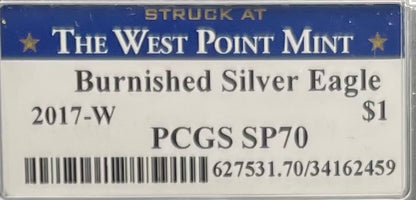 STRUCK AT
THE WEST POINT MINT
Burnished Silver Eagle
2017-W $1
PCGS SP70
627531.70/34162459